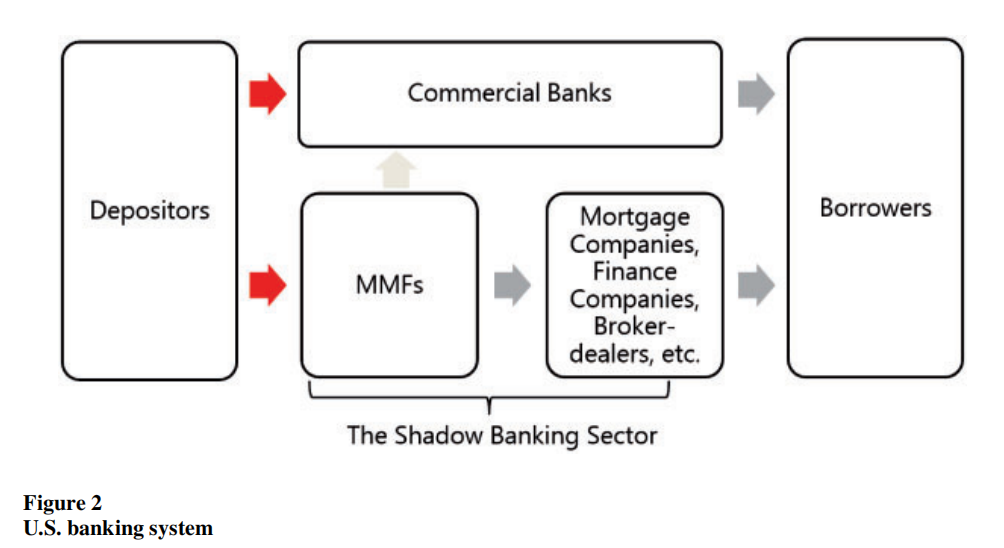 Commercial Banks
Depositors
Borrowers
MMFs
Mortgage
Companies,
Finance
Companies,
Broker-
dealers, etc.
The Shadow Banking Sector
Figure 2
U.S. banking system